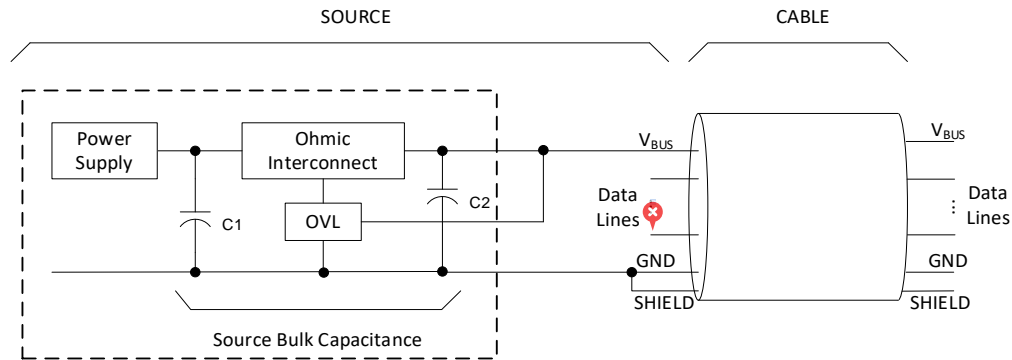 SOURCE
CABLE
Power
Supply
Ohmic
Interconnect
C1
OVL
C2
VBUS
Data
Lines
GND
SHIELD
Source Bulk Capacitance
VBUS
Data
Lines
GND
SHIELD